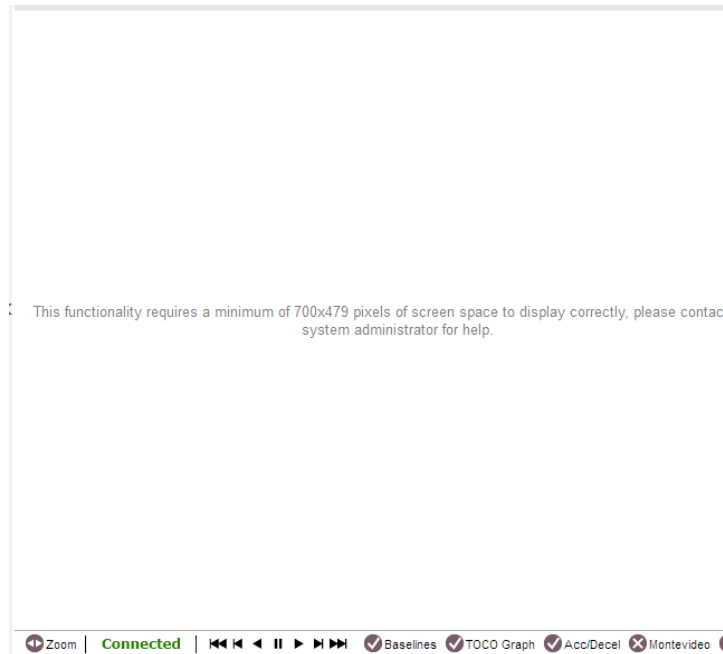 This functionality requires a minimum of 700x479 pixels of screen space to display correctly, please contac
system administrator for help.
Zoom | Connected | Baselines TOCO Graph Acc/Decel Montevideo